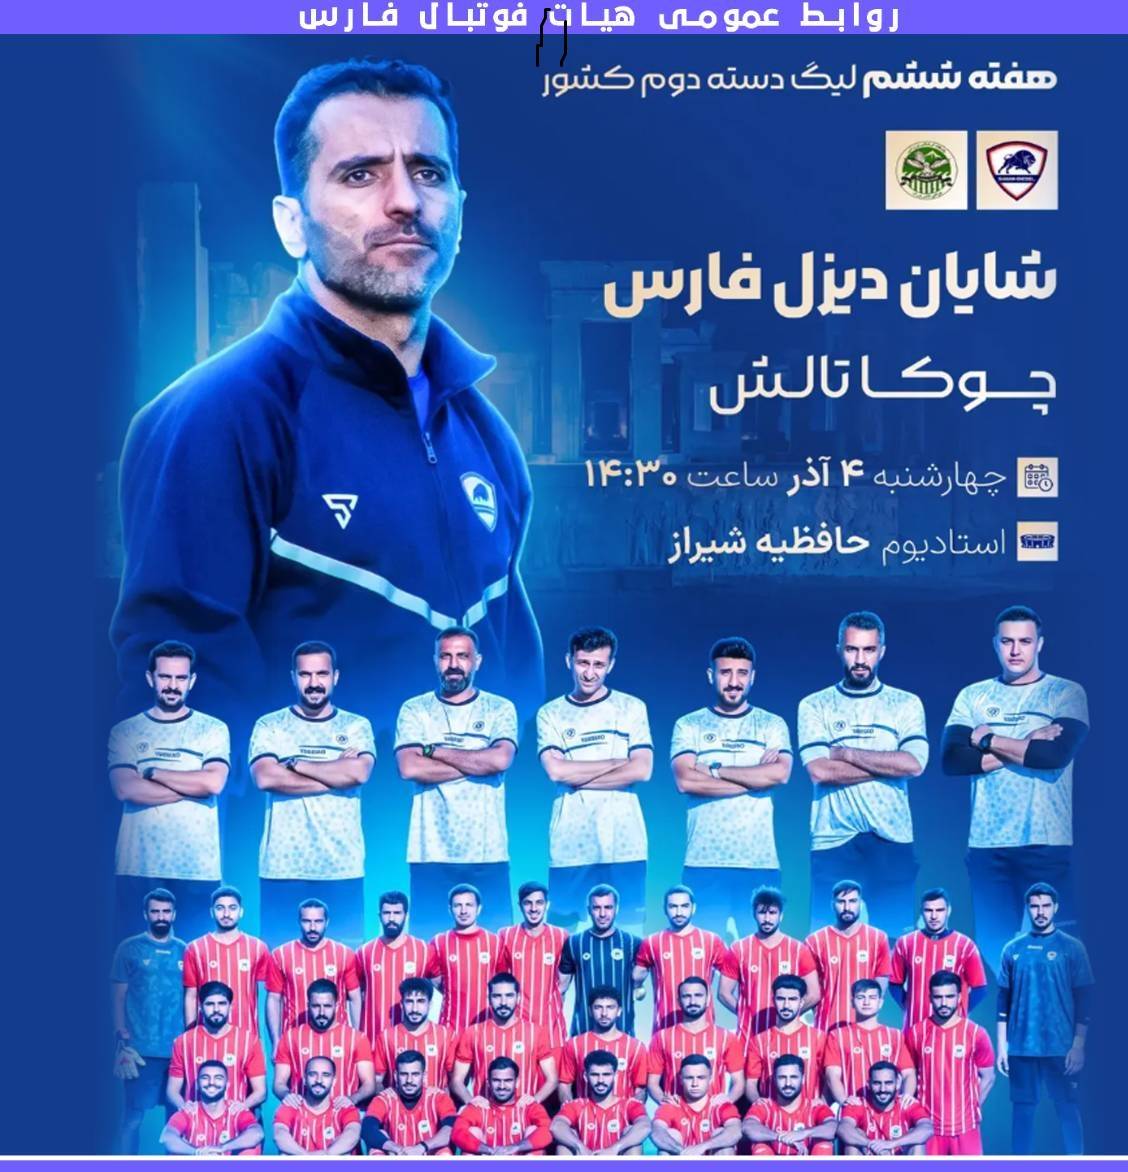 روابط عمومی هیات فوتبال فارس
هفته ششم لیگ دسته دوم کشور
شایان دیزل فارس
چوکا تالش
چهارشنبه ۴ آذر ساعت ۱۴:۳۰
استادیوم حافظیه شیراز